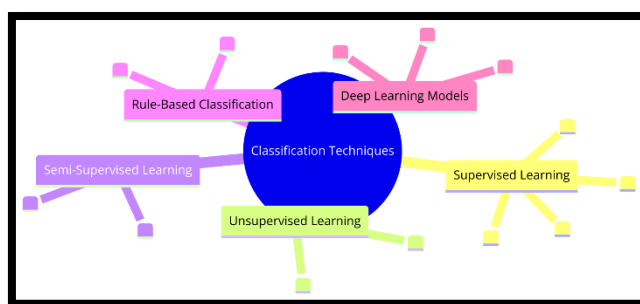 Rule-Based Classification
Deep Learning Models
Classification Techniques
Semi-Supervised Learning
Supervised Learning
Unsupervised Learning